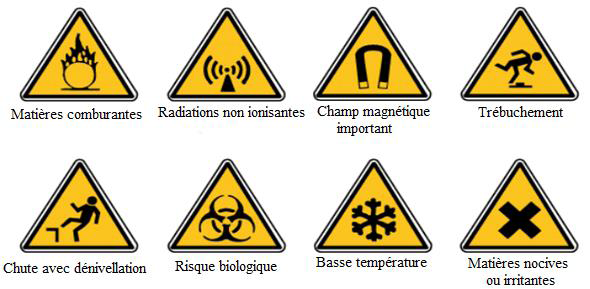 Matières comburantes
Radiations non ionisantes
Champ magnétique
important
Trébuchement
Chute avec dénivellation
Risque biologique
Basse température
Matières nocives
ou irritantes